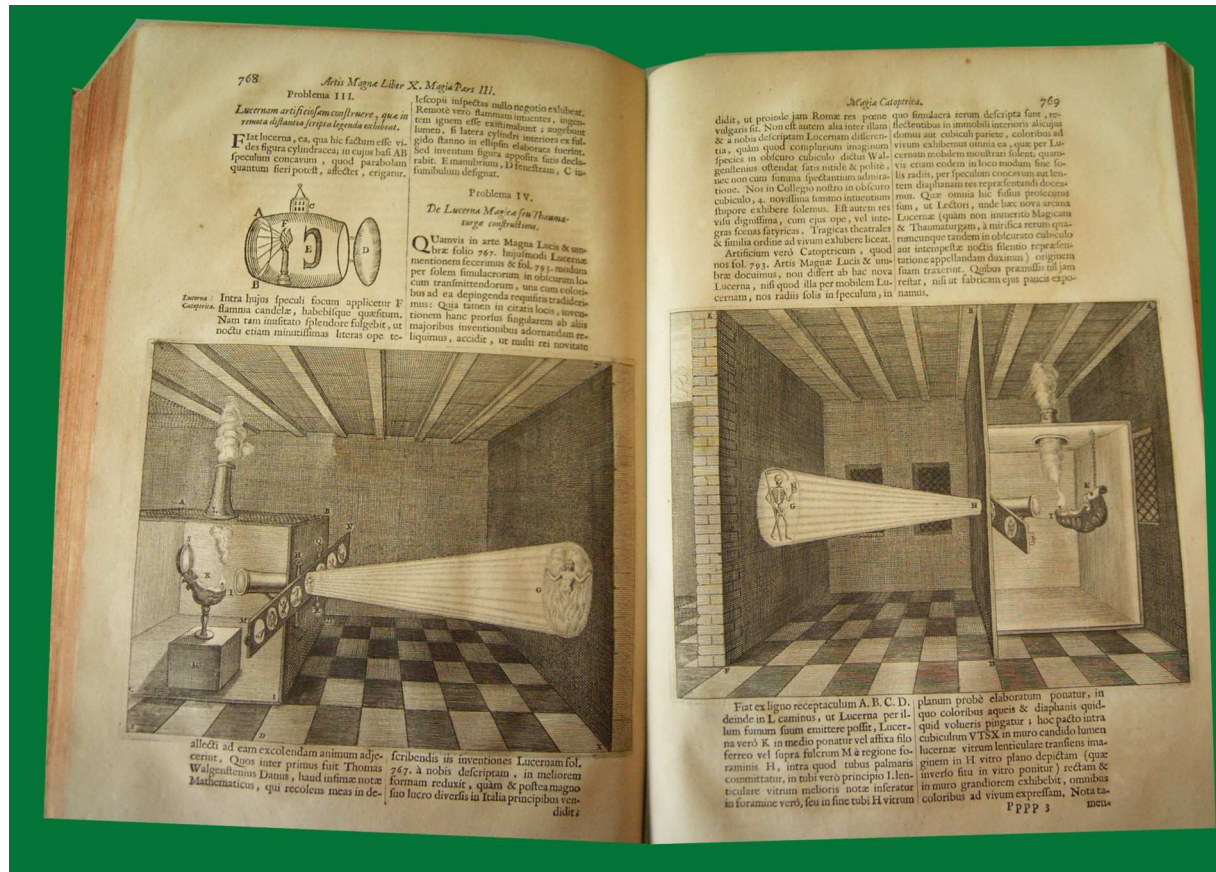 768
Artis Magnæ Liber X. Magiæ Pars III.
Problema III.
Lucernam artificiosam construere, quæ in
remota distantia scripta legenda exhibeat.
FIat lucerna, ea, qua hic factum esse vi-
des figura cylindracea; in cujus basi AB
speculum concavum, quod parabolam
quantum fieri potest, affectet, erigatur.
A
B
C
F
E
D
Lucerna
Catoptrica.
Intra hujus speculi focum applicetur F
flamma candelæ, habebisque quæsitum.
Nam tam inusitato splendore fulgebit, ut
noctu etiam minutissimas literas ope te-
lescopii inspectas nullo negotio exhibeat.
Remotè vero flammam intuentes, ingen-
tem ignem esse existimabunt; augebunt
lumen, si latera cylindri interiora ex ful-
gido stanno in ellipsin elaborata fuerint.
Sed inventum figura apposita satis decla-
rabit. E manubrium, D fenestram, C in-
fumibulum designat.
Problema IV.
De Lucerna Magica seu Thauma-
turga constructione.
QUamvis in arte Magna Lucis & um-
bræ folio 767. hujusmodi Lucernæ
mentionem fecerimus & fol. 793. modum
per solem simulacrorum in obscurum lo-
cum transmittendorum, una cum colori-
bus ad ea depingenda requisitis tradideri-
mus: Quia tamen in citatis locis, inven-
tionem hanc prorsus singularem ab aliis
majoribus inventionibus adornandam re-
liquimus, accidit, ut multi rei novitate
A
B
L
K
I
H
N
M
G
I
D
X
allecti ad eam excolendam animum adje-
cerint, Quos inter primus fuit Thomas
Walgenstenius Danus, haud infimæ notæ
Mathematicus, qui recolens meas in de-
scribendis iis inventiones Lucernam fol.
767. à nobis descriptam, in meliorem
formam reduxit, quàm & postea magno
suo lucro diversis in Italia principibus ven-
didit;
Magia Catoptrica.
769
didit, ut proinde jam Romæ res pœne
vulgaris sit. Non est autem alia inter illam
& à nobis descriptam Lucernam differen-
tia, quàm quod complurium imaginum
species in obscuro cubiculo dictus Wal-
genstenius ostendat satis nitidè & polite,
nec non cum summa spectantium admira-
tione. Nos in Collegio nostro in obscuro
cubiculo, 4. novissima summo intuentium
stupore exhibere solemus. Est autem res
visu dignissima, cum ejus ope, vel inte-
gras scenas satyricas, Tragicas theatrales
& similia ordine ad vivum exhibere liceat.
Artificium verò Catoptricum, quod
nos fol. 793. Artis Magnæ Lucis & um-
bræ docuimus, non differt ab hac nova
Lucerna, nisi quod illa per mobilem Lu-
cernam, nos radiis solis in speculum, in
quo simulacra rerum descripta sunt, re-
flectentibus in immobili interioris alicujus
domus aut cubiculi pariete, coloribus ad
vivum exhibemus omnia ea, quæ per Lu-
cernam mobilem monstrari solent; quam-
vis etiam eodem in loco modum sine so-
lis radiis, per speculum concavum aut len-
tem diaphanam res repræsentandi docea-
mus. Quæ omnia hic fusius prosecutus
sum, ut Lectori, unde hæc nova arcana
Lucernæ (quàm non immeritò Magicam
& Thaumaturgam, à mirifica rerum qua-
rumcunque tandem in obscurato cubiculo
aut intempestæ noctis silentio repræsen-
tatione appellandam duximus) originem
suam traxerint. Quibus præmissis nil jam
restat, nisi ut fabricam ejus paucis expo-
namus.
R
H
G
I
K
D
Fiat ex ligno receptaculum A. B. C. D.
deinde in L caminus, ut Lucerna per il-
lum fumum suum emittere possit, Lucer-
na verò K in medio ponatur vel affixa filo
ferreo vel supra fulcrum M è regione fo-
raminis H, intra quod tubus palmaris
committatur, in tubi verò principio I. len-
ticulare vitrum melioris notæ inseratur
in foramine verò, seu in fine tubi H vitrum
planum probè elaboratum ponatur, in
quo coloribus aqueis & diaphanis quid-
quid volueris pingatur; hoc pacto intra
cubiculum VTSX in muro candido lumen
lucernæ vitrum lenticulare transiens ima-
ginem in H vitro plano depictam (quæ
inverso situ in vitro ponitur) rectam &
in muro grandiorem exhibebit, omnibus
coloribus ad vivum expressam. Nota ta-
Pppp 3
men,